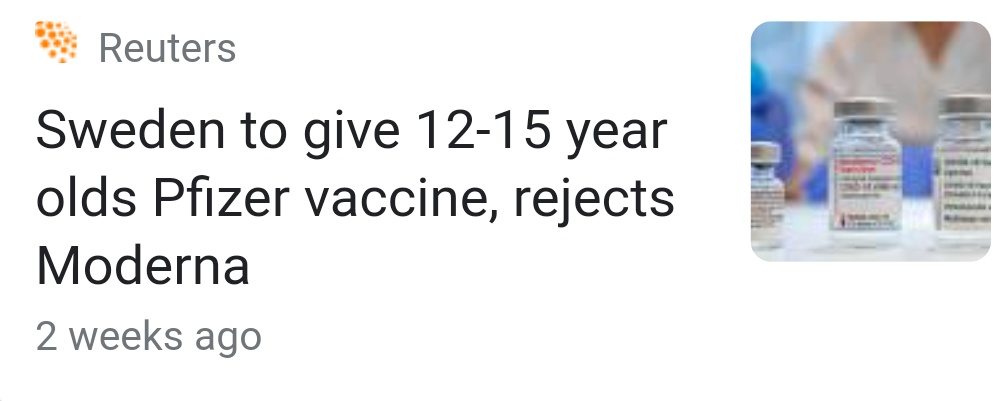 Reuters
Sweden to give 12-15 year
olds Pfizer vaccine, rejects
Moderna
2 weeks ago